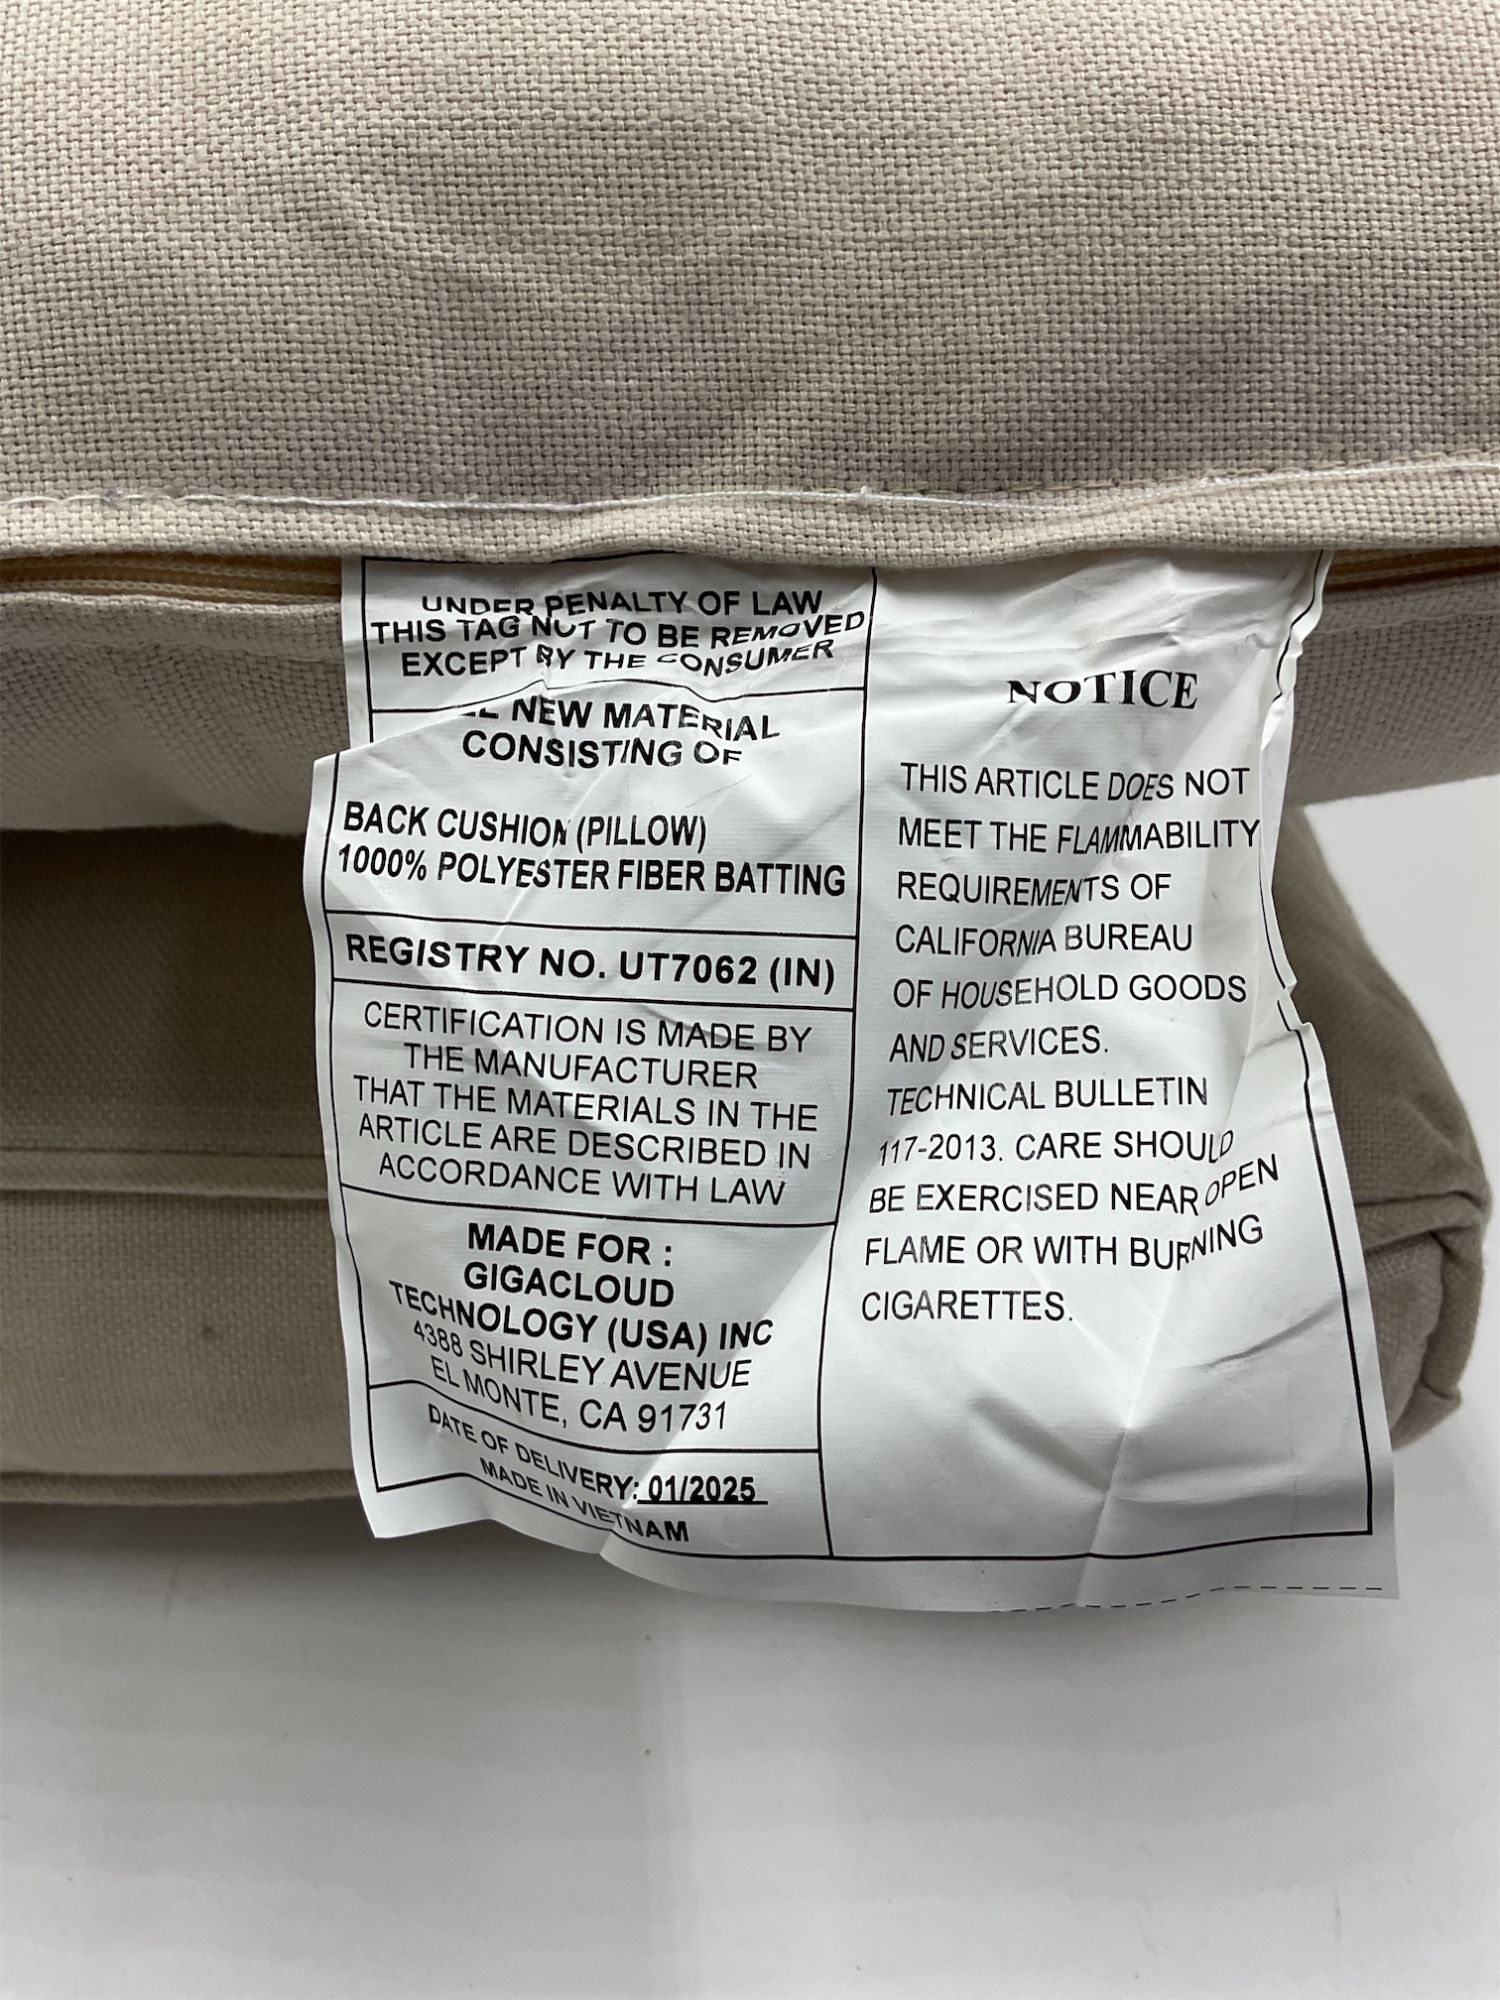 UNDER PENALTY OF LAW
THIS TAG NOT TO BE REMOVED
EXCEPT BY THE CONSUMER
NEW MATERIAL
CONSISTING OF
BACK CUSHION (PILLOW)
1000% POLYESTER FIBER BATTING
REGISTRY NO. UT7062 (IN)
CERTIFICATION IS MADE BY
THE MANUFACTURER
THAT THE MATERIALS IN THE
ARTICLE ARE DESCRIBED IN
ACCORDANCE WITH LAW
MADE FOR :
GIGACLOUD
TECHNOLOGY (USA) INC
4388 SHIRLEY AVENUE
EL MONTE, CA 91731
DATE OF DELIVERY: 01/2025
MADE IN VIETNAM
NOTICE
THIS ARTICLE DOES NOT
MEET THE FLAMMABILITY
REQUIREMENTS OF
CALIFORNIA BUREAU
OF HOUSEHOLD GOODS
AND SERVICES.
TECHNICAL BULLETIN
117-2013. CARE SHOULD
BE EXERCISED NEAR OPEN
FLAME OR WITH BURNING
CIGARETTES.